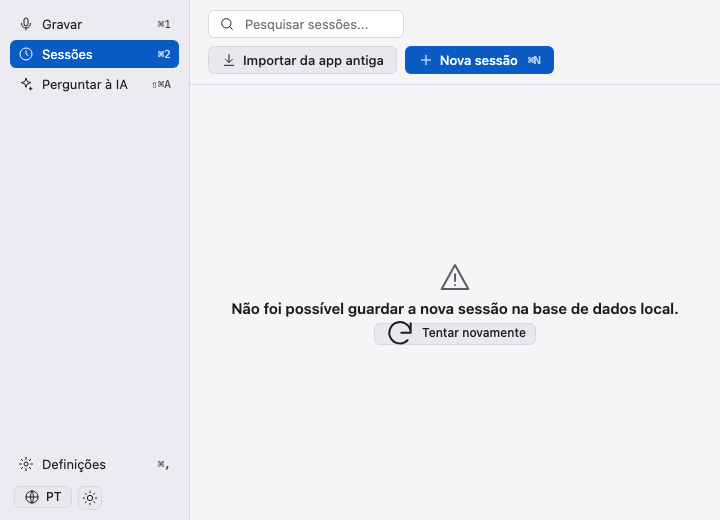 Gravar ⌘1
Sessões ⌘2
Perguntar à IA ⇧⌘A
Pesquisar sessões...
Importar da app antiga
Nova sessão ⌘N
Não foi possível guardar a nova sessão na base de dados local.
Tentar novamente
Definições ⌘,
PT